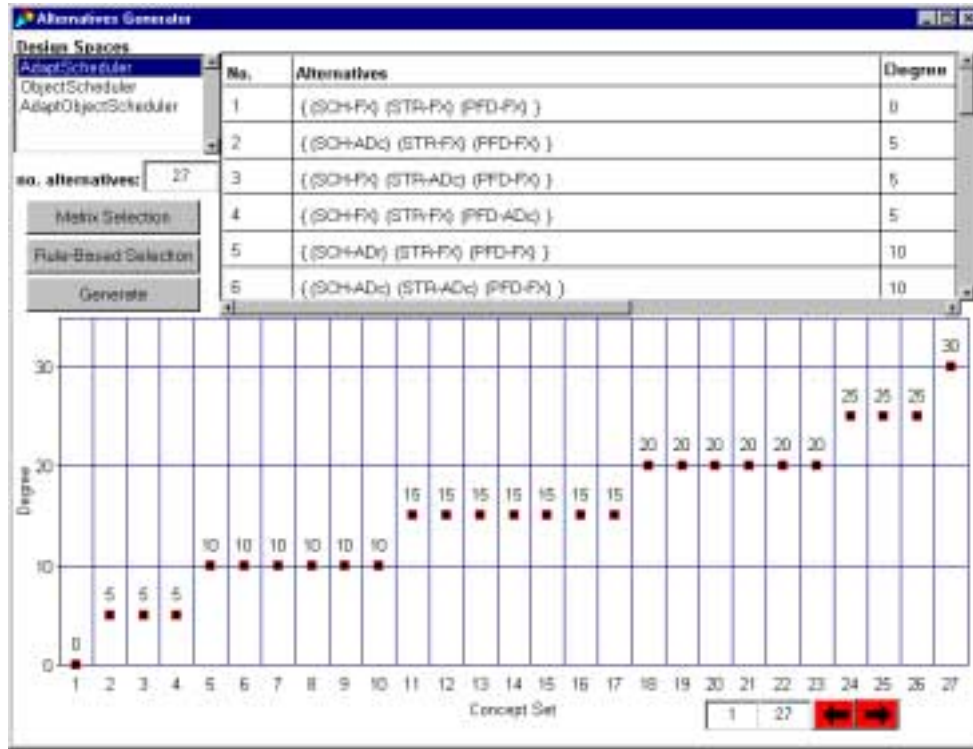 Alternatives Generator
Design Spaces
AdaptScheduler
ObjectScheduler
AdaptObjectScheduler
no. alternatives: 27
Metrix Selection
Rule-Based Selection
Generate
No. Alternatives Degree
1 { (SCH-FX) (STR-FX) (PFD-FX) } 0
2 { (SCH-ADc) (STR-FX) (PFD-FX) } 5
3 { (SCH-FX) (STR-ADc) (PFD-FX) } 5
4 { (SCH-FX) (STR-FX) (PFD-ADc) } 5
5 { (SCH-ADr) (STR-FX) (PFD-FX) } 10
6 { (SCH-ADc) (STR-ADc) (PFD-FX) } 10
30
20
10
0
Degree
0 5 5 5 10 10 10 10 10 10 15 15 15 15 15 15 15 20 20 20 20 20 20 25 25 25 30
1 2 3 4 5 6 7 8 9 10 11 12 13 14 15 16 17 18 19 20 21 22 23 24 25 26 27
Concept Set
1 27